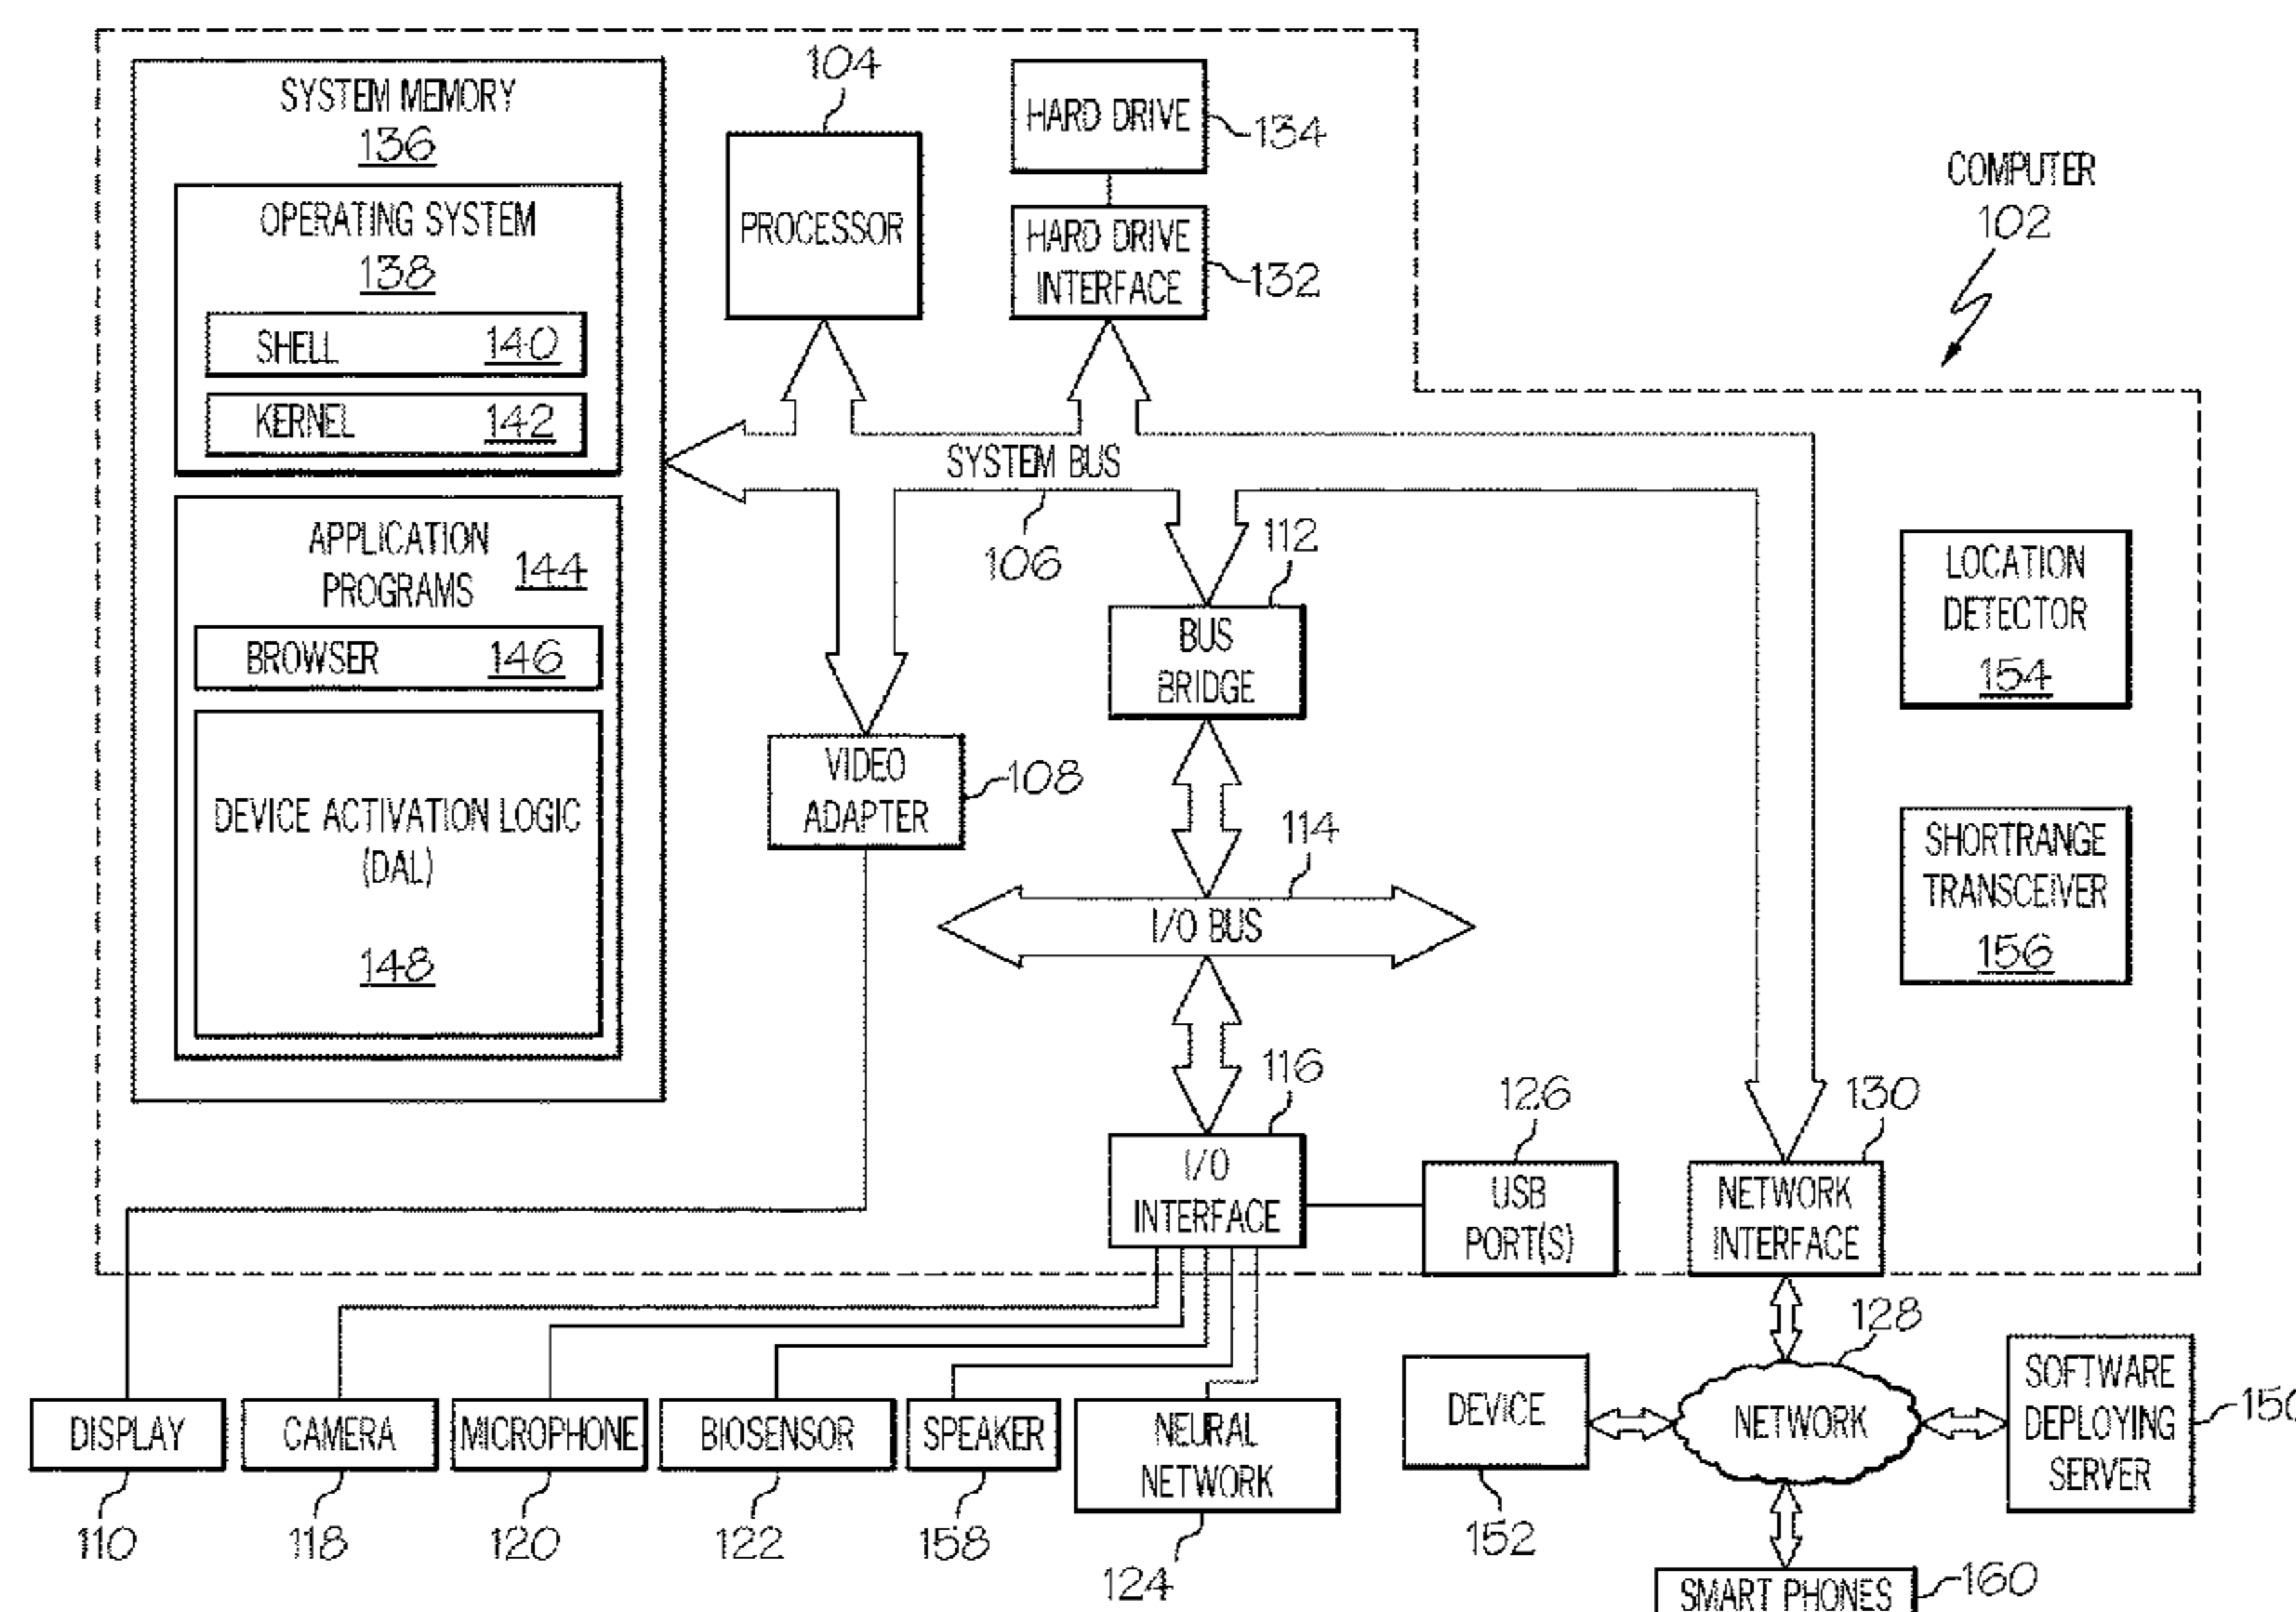 SYSTEM MEMORY
136
OPERATING SYSTEM
138
SHELL 140
KERNEL 142
APPLICATION
PROGRAMS 144
BROWSER 146
DEVICE ACTIVATION LOGIC
(DAL)
148
104
PROCESSOR
HARD DRIVE
134
HARD DRIVE
INTERFACE
132
COMPUTER
102
SYSTEM BUS
106
112
BUS
BRIDGE
VIDEO
ADAPTER
108
114
I/O BUS
LOCATION
DETECTOR
154
SHORTRANGE
TRANSCEIVER
156
116
I/O
INTERFACE
126
USB
PORT(S)
130
NETWORK
INTERFACE
DISPLAY
110
CAMERA
118
MICROPHONE
120
BIOSENSOR
122
SPEAKER
158
NEURAL
NETWORK
124
DEVICE
152
128
NETWORK
SOFTWARE
DEPLOYING
SERVER
150
SMART PHONES
160